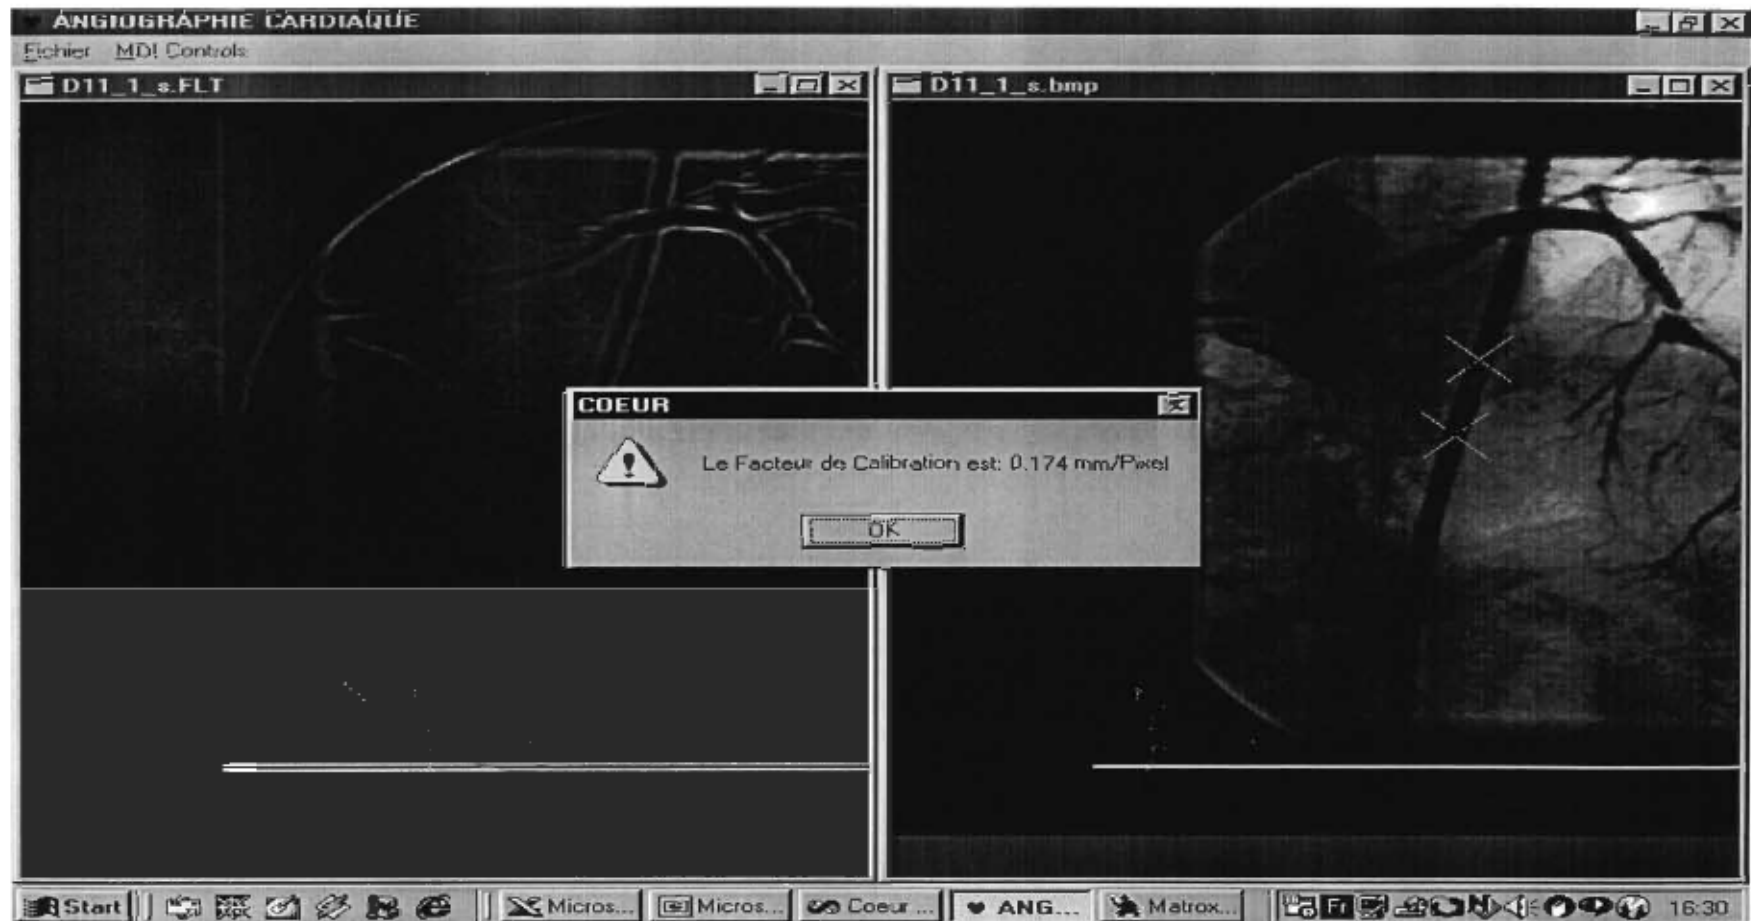 ANGIOGRAPHIE CARDIAQUE
Fichier MDI Controls
D11_1_s.FLT
D11_1_s.bmp
COEUR
Le Facteur de Calibration est: 0.174 mm/Pixel
OK
Start Micros... Micros... Coeur ... ANG... Matrox... 16:30